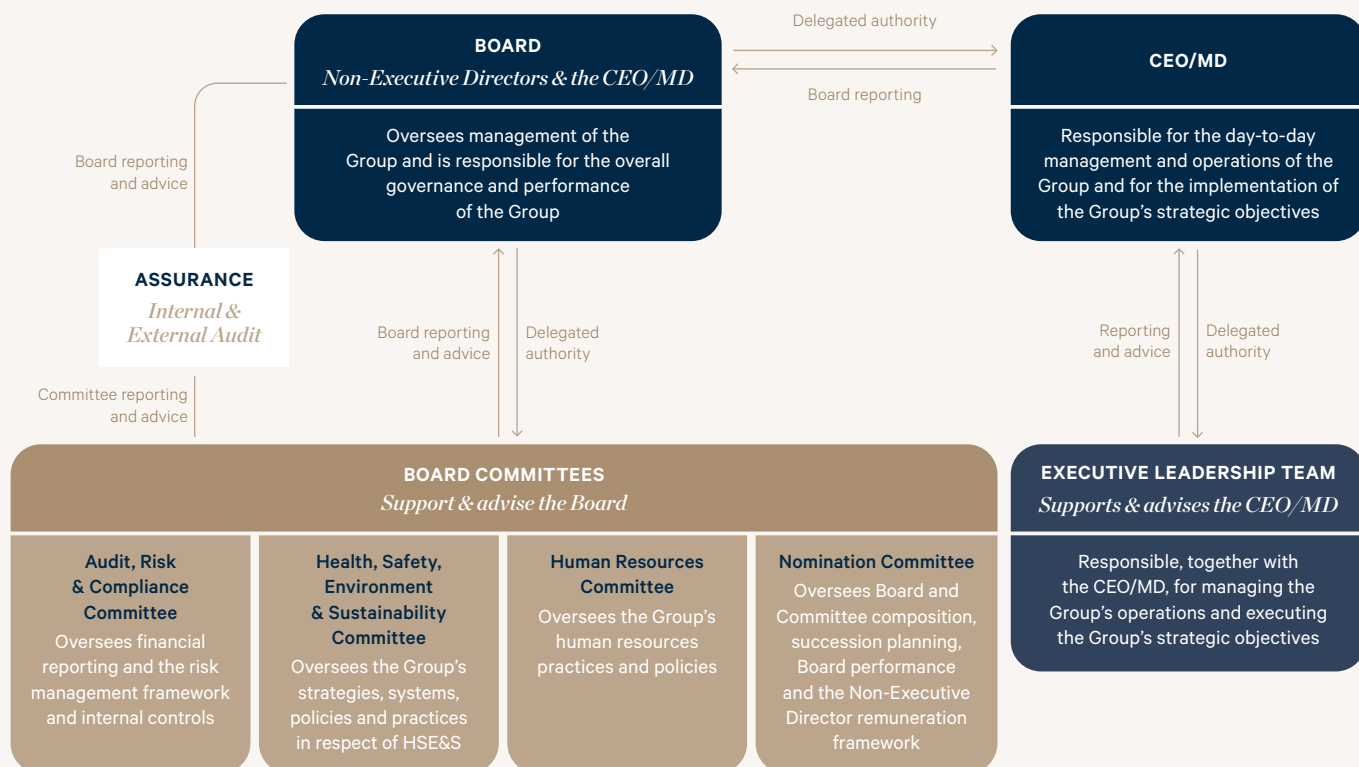 BOARD
Non-Executive Directors & the CEO/MD
Oversees management of the
Group and is responsible for the overall
governance and performance
of the Group
Delegated authority
Board reporting
CEO/MD
Responsible for the day-to-day
management and operations of the
Group and for the implementation of
the Group's strategic objectives
Board reporting
and advice
ASSURANCE
Internal &
External Audit
Committee reporting
and advice
Board reporting
and advice
Delegated
authority
Reporting
and advice
Delegated
authority
BOARD COMMITTEES
Support & advise the Board
Audit, Risk
& Compliance
Committee
Oversees financial
reporting and the risk
management framework
and internal controls
Health, Safety,
Environment
& Sustainability
Committee
Oversees the Group's
strategies, systems,
policies and practices
in respect of HSE&S
Human Resources
Committee
Oversees the Group's
human resources
practices and policies
Nomination Committee
Oversees Board and
Committee composition,
succession planning,
Board performance
and the Non-Executive
Director remuneration
framework
EXECUTIVE LEADERSHIP TEAM
Supports & advises the CEO/MD
Responsible, together with
the CEO/MD, for managing the
Group's operations and executing
the Group's strategic objectives